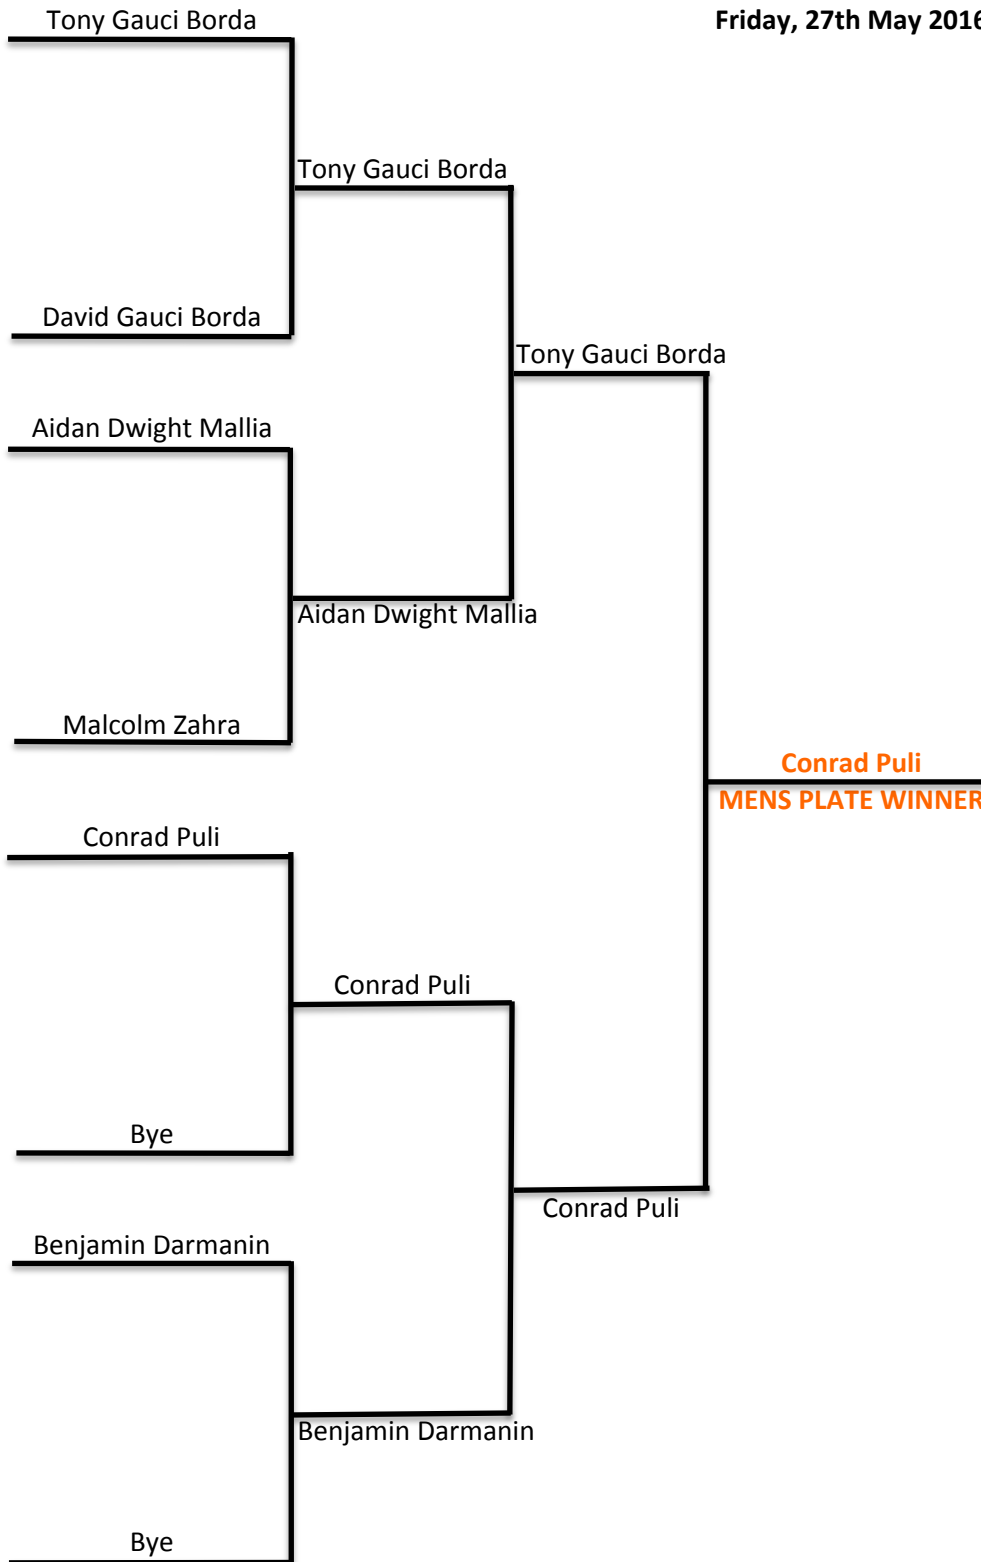 Tony Gauci Borda
Friday, 27th May 2016
Tony Gauci Borda
David Gauci Borda
Tony Gauci Borda
Aidan Dwight Mallia
Aidan Dwight Mallia
Malcolm Zahra
Conrad Puli
MENS PLATE WINNER
Conrad Puli
Conrad Puli
Bye
Conrad Puli
Benjamin Darmanin
Benjamin Darmanin
Bye